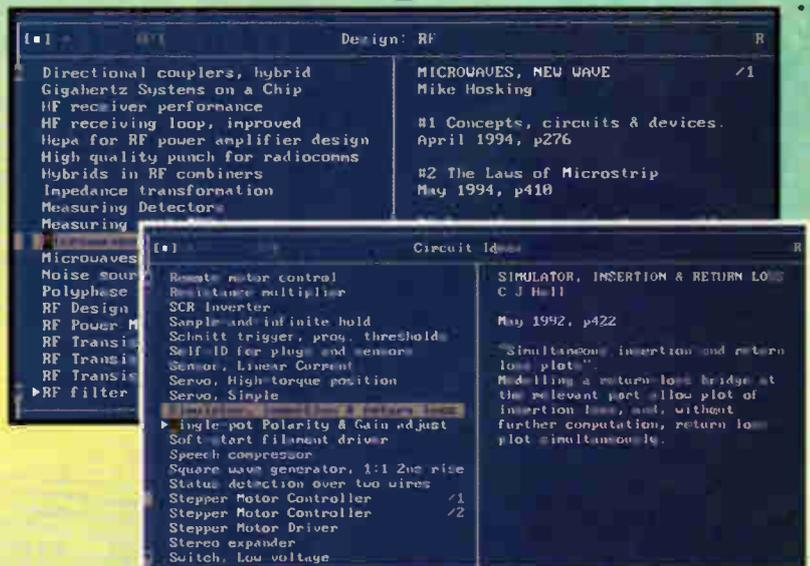 [■] Design: RF R
Directional couplers, hybrid
Gigahertz Systems on a Chip
HF receiver performance
HF receiving loop, improved
Hepa for RF power amplifier design
High quality punch for radiocomms
Hybrids in RF combiners
Impedance transformation
Measuring Detectors
Measuring
Microwaves
Noise sour
Polyphase
RF Design
RF Power M
RF Transi
RF Transi
RF Transis
▶RF filter
MICROWAVES, NEW WAVE /1
Mike Hosking
#1 Concepts, circuits & devices.
April 1994, p276
#2 The Laws of Microstrip
May 1994, p410
[■] Circuit Ideas R
Remote motor control
Resistance multiplier
SCR Inverter
Sample and infinite hold
Schmitt trigger, prog. thresholds
Self ID for plugs and sensors
Sensor, Linear Current
Servo, High-torque position
Servo, Simple
Simulator, insertion & return loss
▶Single-pot Polarity & Gain adjust
Soft start filament driver
Speech compressor
Square wave generator, 1:1 2ns rise
Status detection over two wires
Stepper Motor Controller /1
Stepper Motor Controller /2
Stepper Motor Driver
Stereo expander
Switch, Low voltage
SIMULATOR, INSERTION & RETURN LOSS
C J Hall
May 1992, p422
"Simultaneous insertion and return
loss plots".
Modelling a return loss bridge at
the relevant port allow plot of
insertion loss, and, without
further computation, return loss
plot simultaneously.